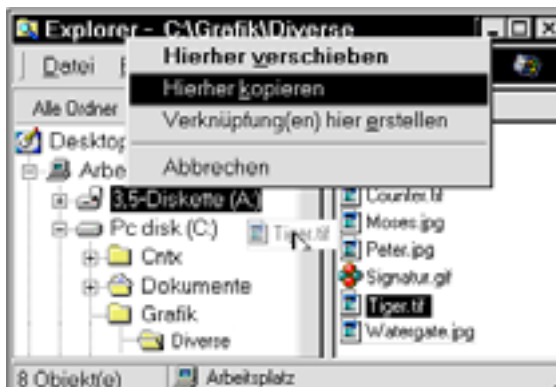 Explorer - C:\Grafik\Diverse
Datei
Hierher verschieben
Hierher kopieren
Verknüpfung(en) hier erstellen
Abbrechen
Alle Ordner
Desktop
Arbe
3,5-Diskette (A:)
Pc disk (C:)
Cntx
Dokumente
Grafik
Diverse
Tiger.tif
Counter.tif
Moses.jpg
Peter.jpg
Signatur.gif
Tiger.tif
Watergate.jpg
8 Objekt(e)
Arbeitsplatz